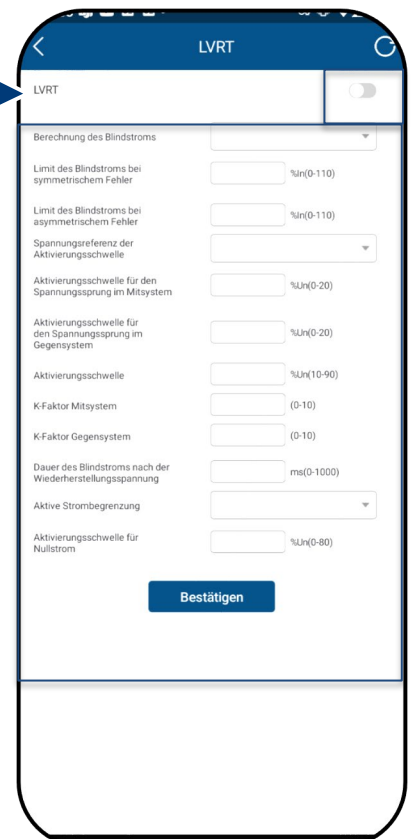 LVRT
LVRT
Berechnung des Blindstroms
Limit des Blindstroms bei
symmetrischem Fehler
%In(0-110)
Limit des Blindstroms bei
asymmetrischem Fehler
%In(0-110)
Spannungsreferenz der
Aktivierungsschwelle
Aktivierungsschwelle für den
Spannungssprung im Mitsystem
%Un(0-20)
Aktivierungsschwelle für
den Spannungssprung im
Gegensystem
%Un(0-20)
Aktivierungsschwelle
%Un(10-90)
K-Faktor Mitsystem
(0-10)
K-Faktor Gegensystem
(0-10)
Dauer des Blindstroms nach der
Wiederherstellungsspannung
ms(0-1000)
Aktive Strombegrenzung
Aktivierungsschwelle für
Nullstrom
%Un(0-80)
Bestätigen